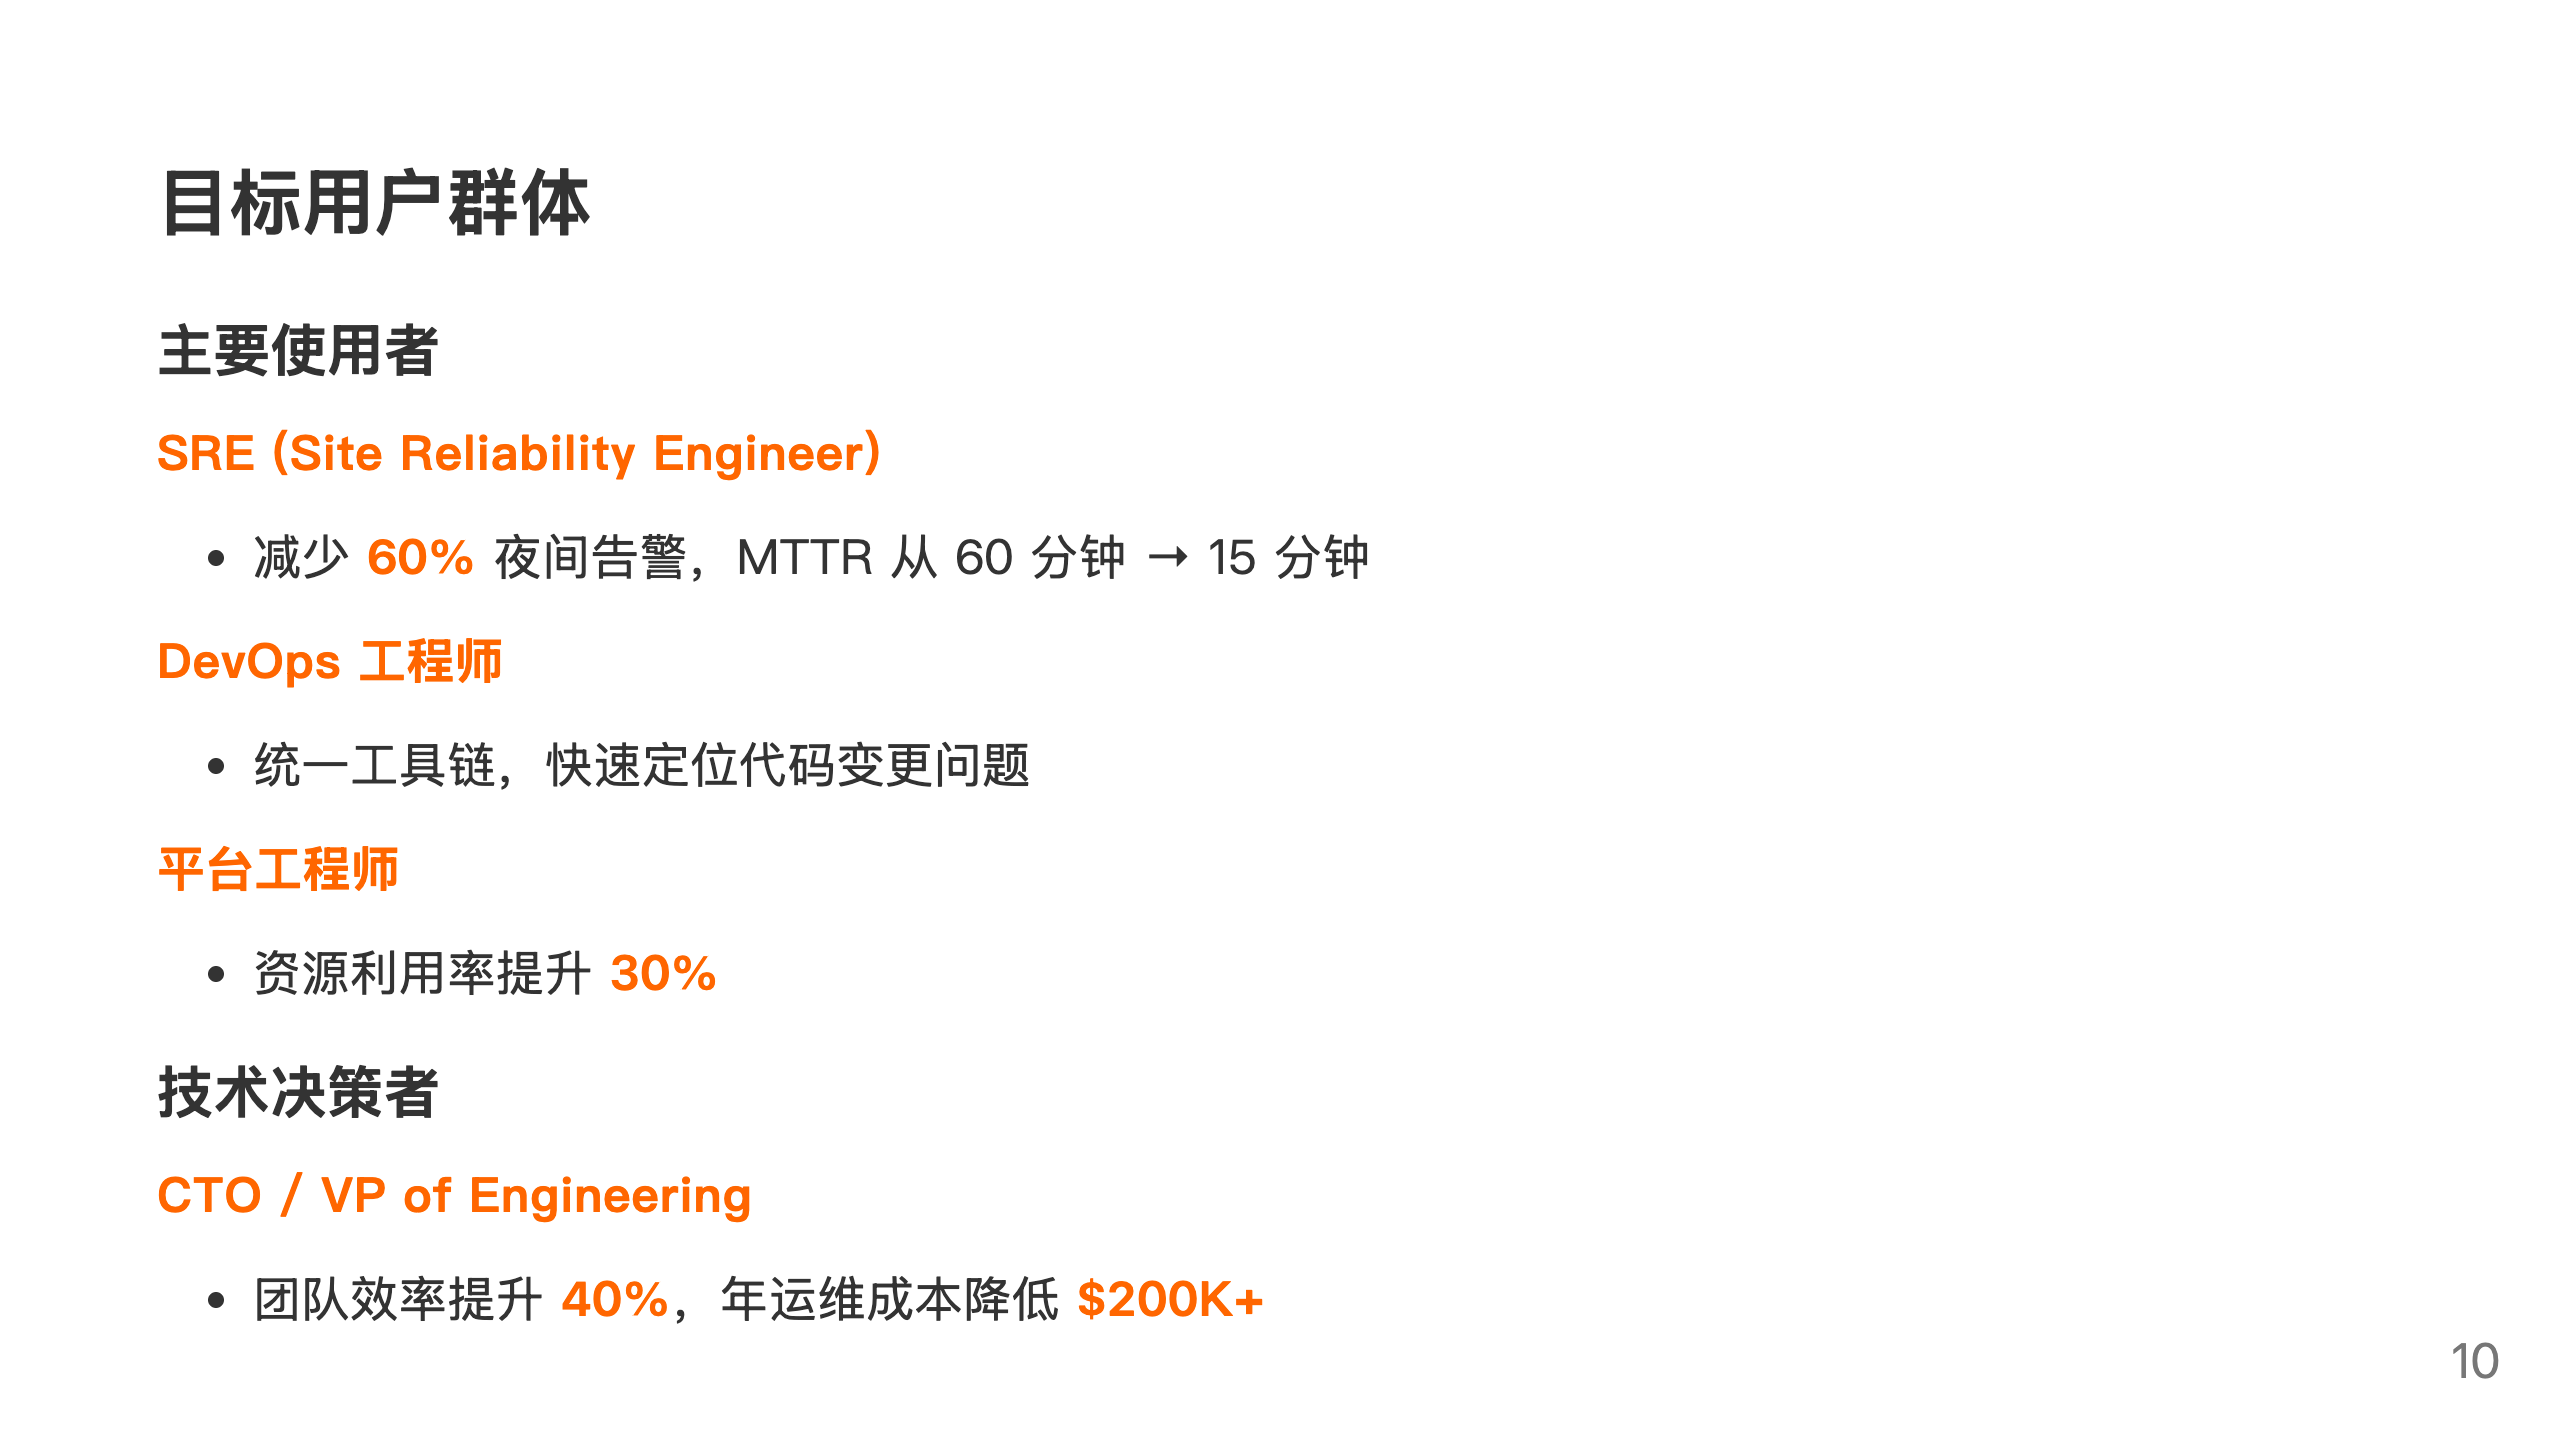 目标用户群体
主要使用者
SRE (Site Reliability Engineer)
• 减少 60% 夜间告警，MTTR 从 60 分钟 → 15 分钟
DevOps 工程师
• 统一工具链，快速定位代码变更问题
平台工程师
• 资源利用率提升 30%
技术决策者
CTO / VP of Engineering
• 团队效率提升 40%，年运维成本降低 $200K+
10